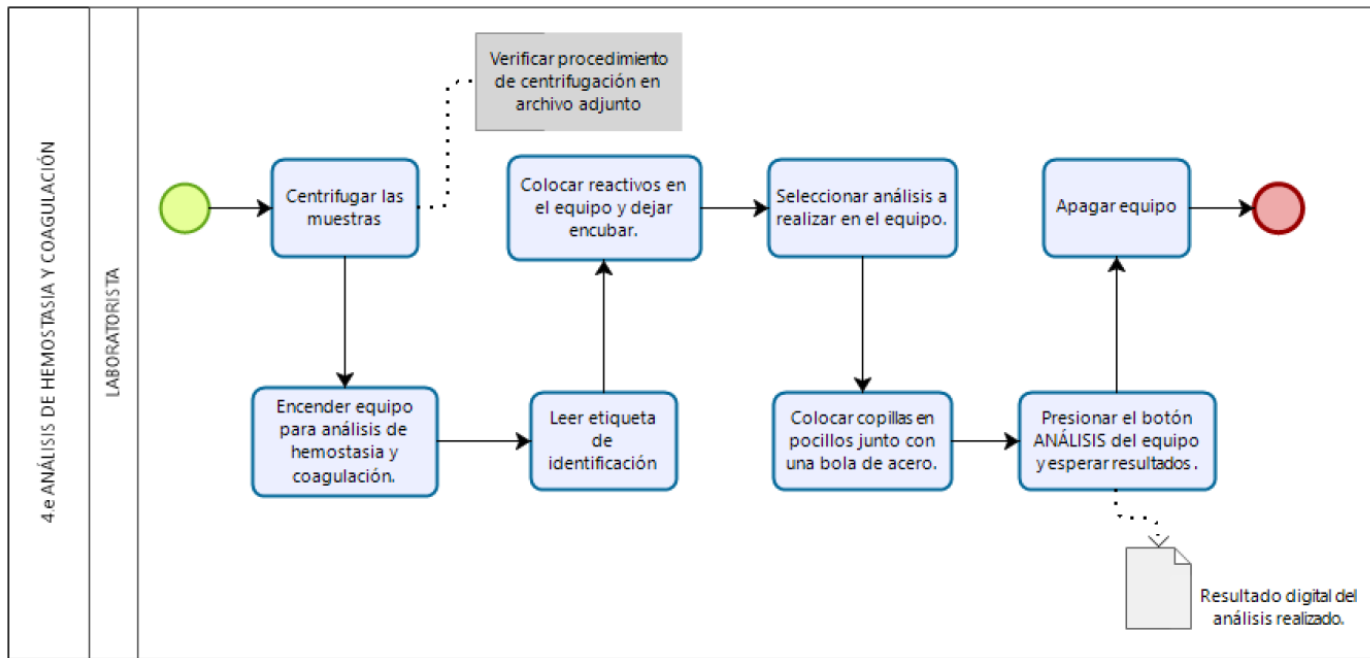 4.e ANÁLISIS DE HEMOSTASIA Y COAGULACIÓN
LABORATORISTA
Verificar procedimiento
de centrifugación en
archivo adjunto
Centrifugar las
muestras
Encender equipo
para análisis de
hemostasia y
coagulación.
Leer etiqueta
de
identificación
Colocar reactivos en
el equipo y dejar
encubar.
Seleccionar análisis a
realizar en el equipo.
Colocar copillas en
pocillos junto con
una bola de acero.
Presionar el botón
ANÁLISIS del equipo
y esperar resultados.
Apagar equipo
Resultado digital del
análisis realizado.